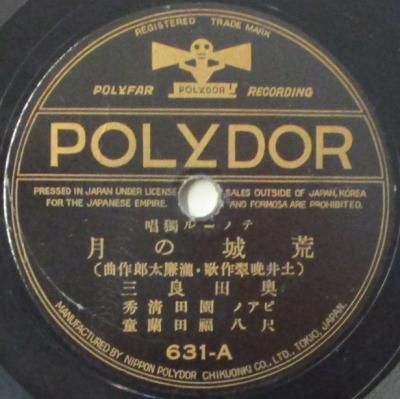 REGISTERED TRADE MARK
POLYFAR POLYDOR RECORDING
POLYDOR
PRESSED IN JAPAN UNDER LICENSE
FOR THE JAPANESE EMPIRE.
SALES OUTSIDE OF JAPAN, KOREA
AND FORMOSA ARE PROHIBITED.
テノール獨唱
荒城の月
(土井晩翠作歌・瀧廉太郎作曲)
奥田良三
ピアノ 園田清秀
尺八 福田蘭童
631-A
MANUFACTURED BY NIPPON POLYDOR CHIKUONKI CO., LTD., TOKYO, JAPAN.